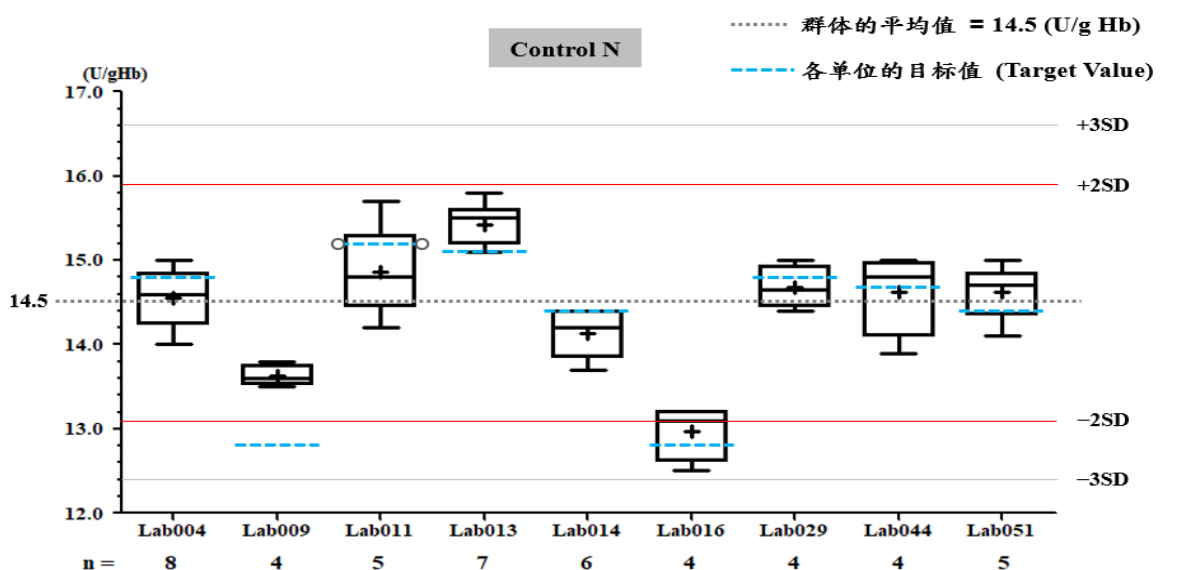 群体的平均值 = 14.5 (U/g Hb)
Control N
各单位的目标值 (Target Value)
(U/gHb)
17.0
+3SD
16.0
+2SD
15.0
14.5
14.0
13.0
−2SD
−3SD
12.0
Lab004 Lab009 Lab011 Lab013 Lab014 Lab016 Lab029 Lab044 Lab051
n = 8 4 5 7 6 4 4 4 5